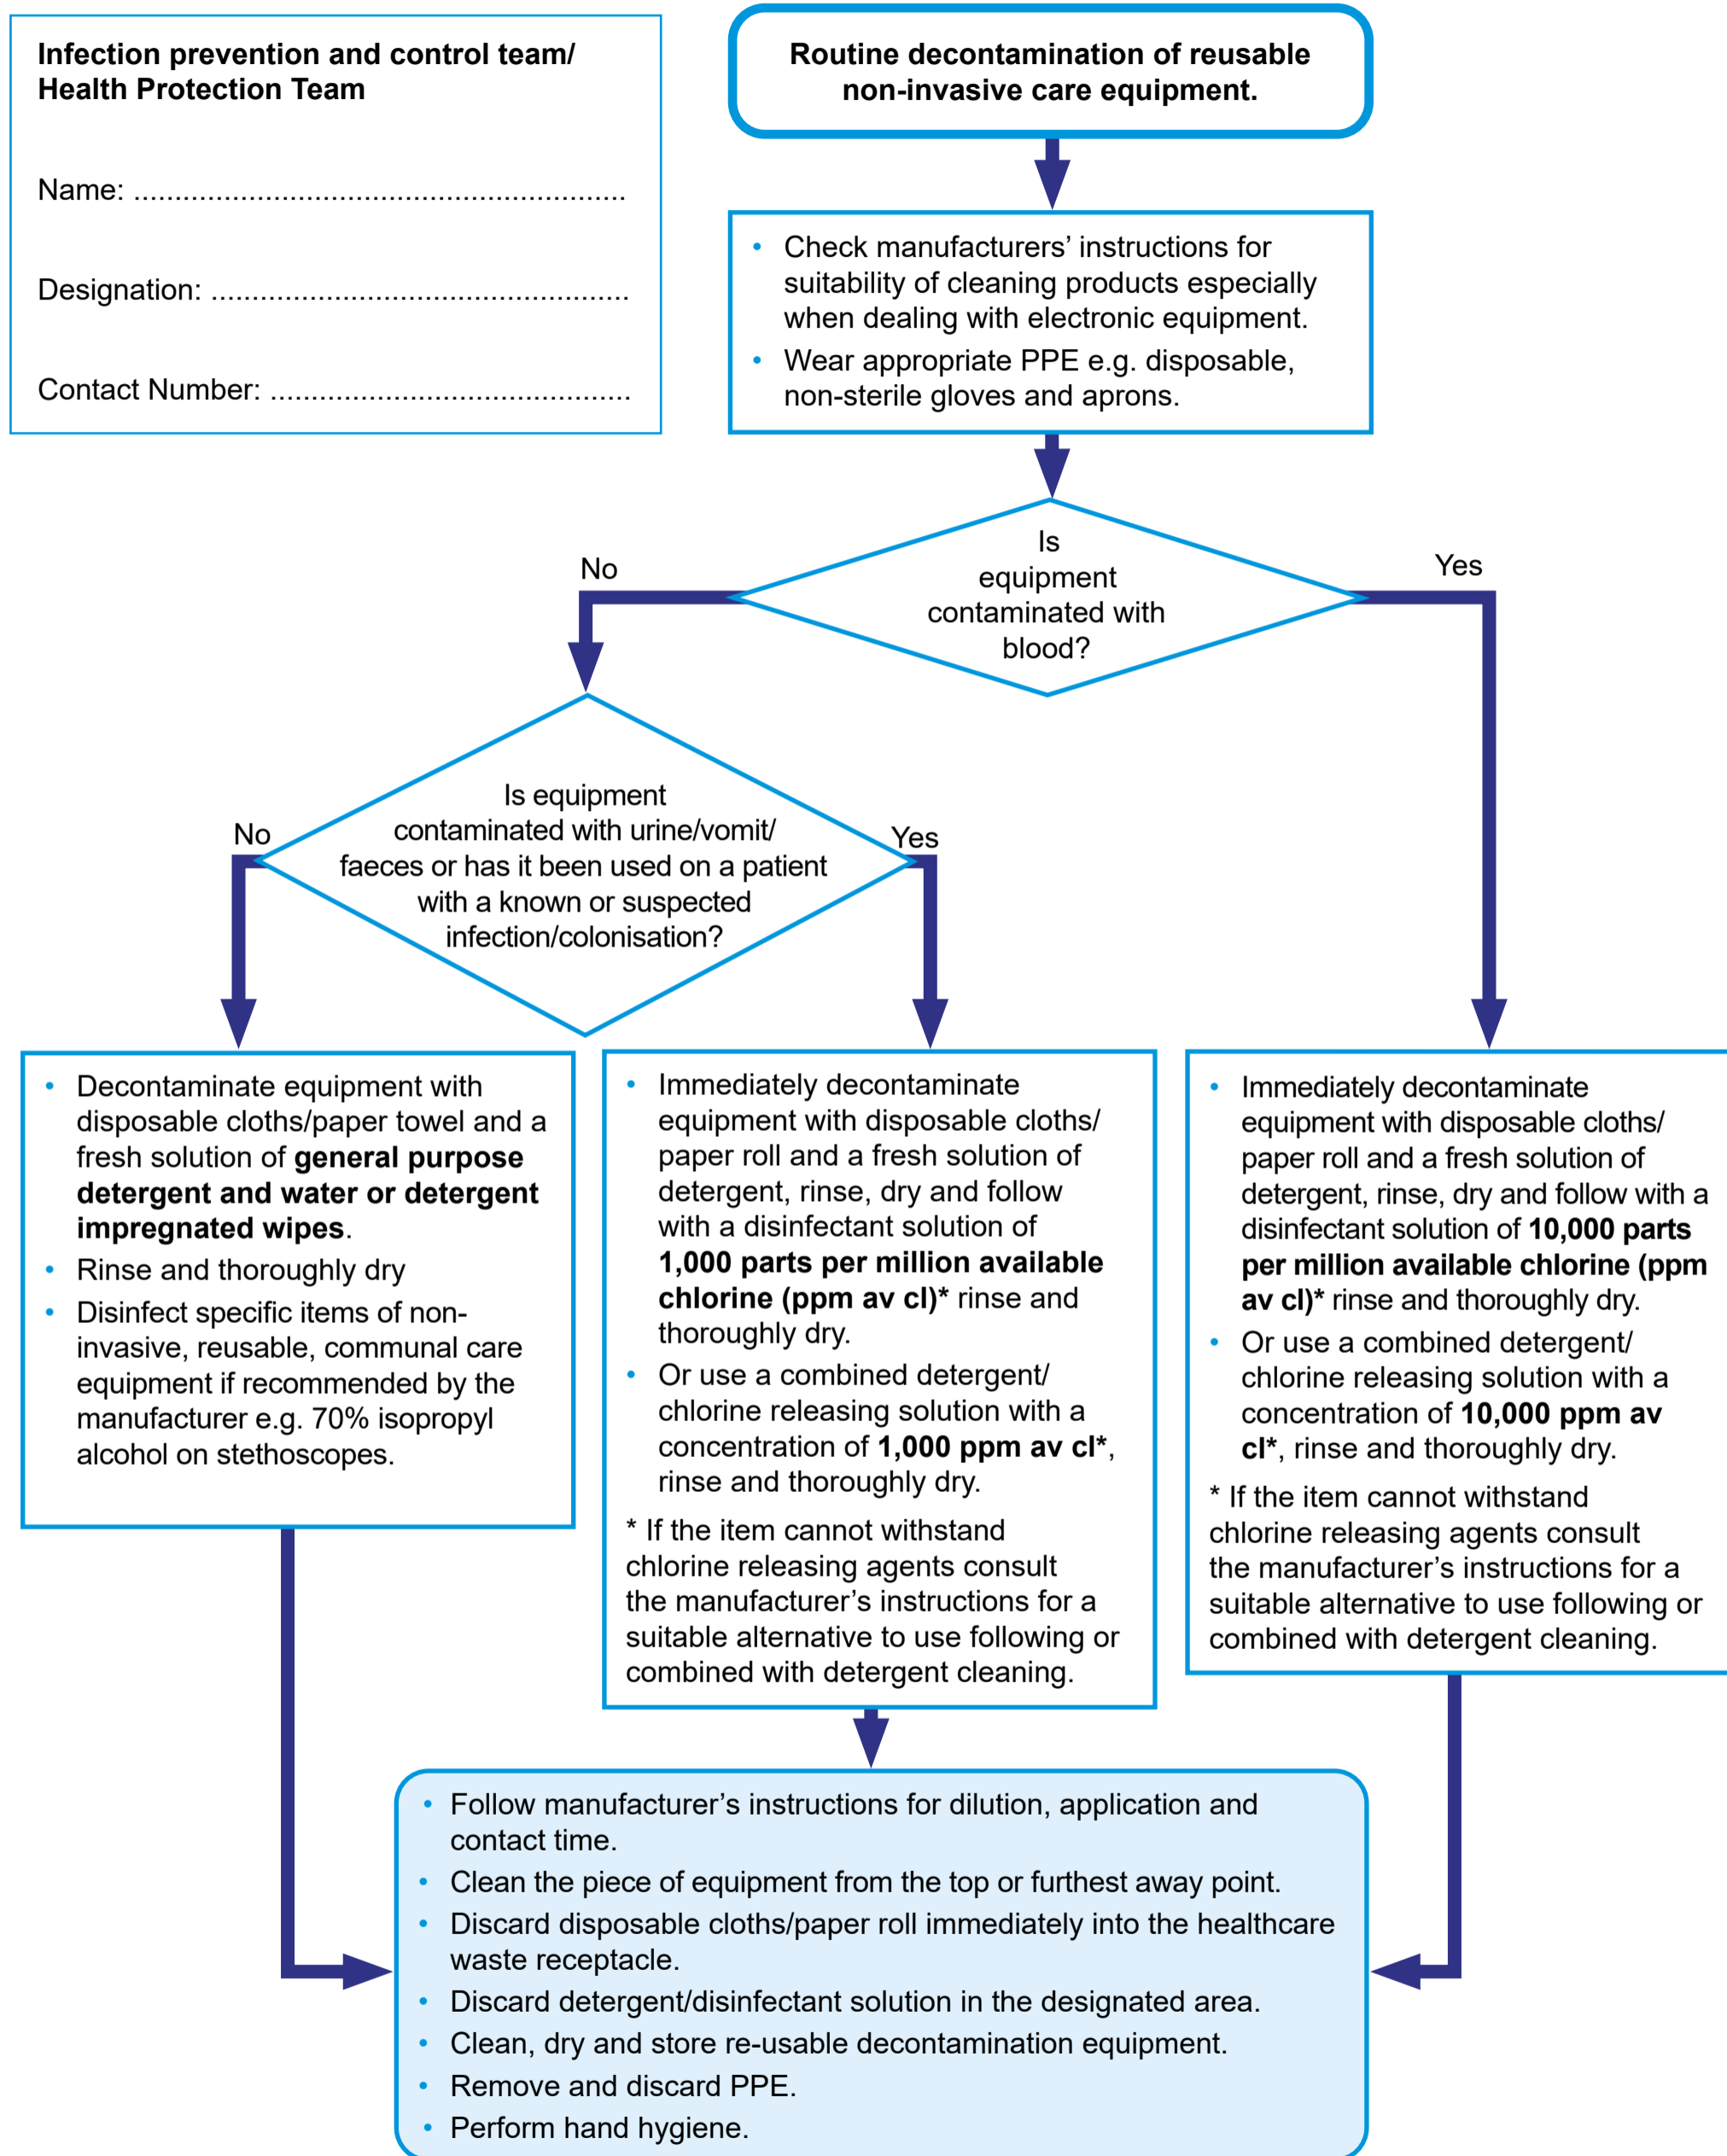 Infection prevention and control team/
Health Protection Team
Name: ............................................................
Designation: ...................................................
Contact Number: ............................................
Routine decontamination of reusable
non-invasive care equipment.
• Check manufacturers’ instructions for
suitability of cleaning products especially
when dealing with electronic equipment.
• Wear appropriate PPE e.g. disposable,
non-sterile gloves and aprons.
Is
equipment
contaminated with
blood?
No
Yes
Is equipment
contaminated with urine/vomit/
faeces or has it been used on a patient
with a known or suspected
infection/colonisation?
No
Yes
• Decontaminate equipment with
disposable cloths/paper towel and a
fresh solution of general purpose
detergent and water or detergent
impregnated wipes.
• Rinse and thoroughly dry
• Disinfect specific items of non-
invasive, reusable, communal care
equipment if recommended by the
manufacturer e.g. 70% isopropyl
alcohol on stethoscopes.
• Immediately decontaminate
equipment with disposable cloths/
paper roll and a fresh solution of
detergent, rinse, dry and follow
with a disinfectant solution of
1,000 parts per million available
chlorine (ppm av cl)* rinse and
thoroughly dry.
• Or use a combined detergent/
chlorine releasing solution with a
concentration of 1,000 ppm av cl*,
rinse and thoroughly dry.
* If the item cannot withstand
chlorine releasing agents consult
the manufacturer’s instructions for a
suitable alternative to use following or
combined with detergent cleaning.
• Immediately decontaminate
equipment with disposable cloths/
paper roll and a fresh solution of
detergent, rinse, dry and follow with a
disinfectant solution of 10,000 parts
per million available chlorine (ppm
av cl)* rinse and thoroughly dry.
• Or use a combined detergent/
chlorine releasing solution with a
concentration of 10,000 ppm av
cl*, rinse and thoroughly dry.
* If the item cannot withstand
chlorine releasing agents consult
the manufacturer’s instructions for a
suitable alternative to use following or
combined with detergent cleaning.
• Follow manufacturer’s instructions for dilution, application and
contact time.
• Clean the piece of equipment from the top or furthest away point.
• Discard disposable cloths/paper roll immediately into the healthcare
waste receptacle.
• Discard detergent/disinfectant solution in the designated area.
• Clean, dry and store re-usable decontamination equipment.
• Remove and discard PPE.
• Perform hand hygiene.